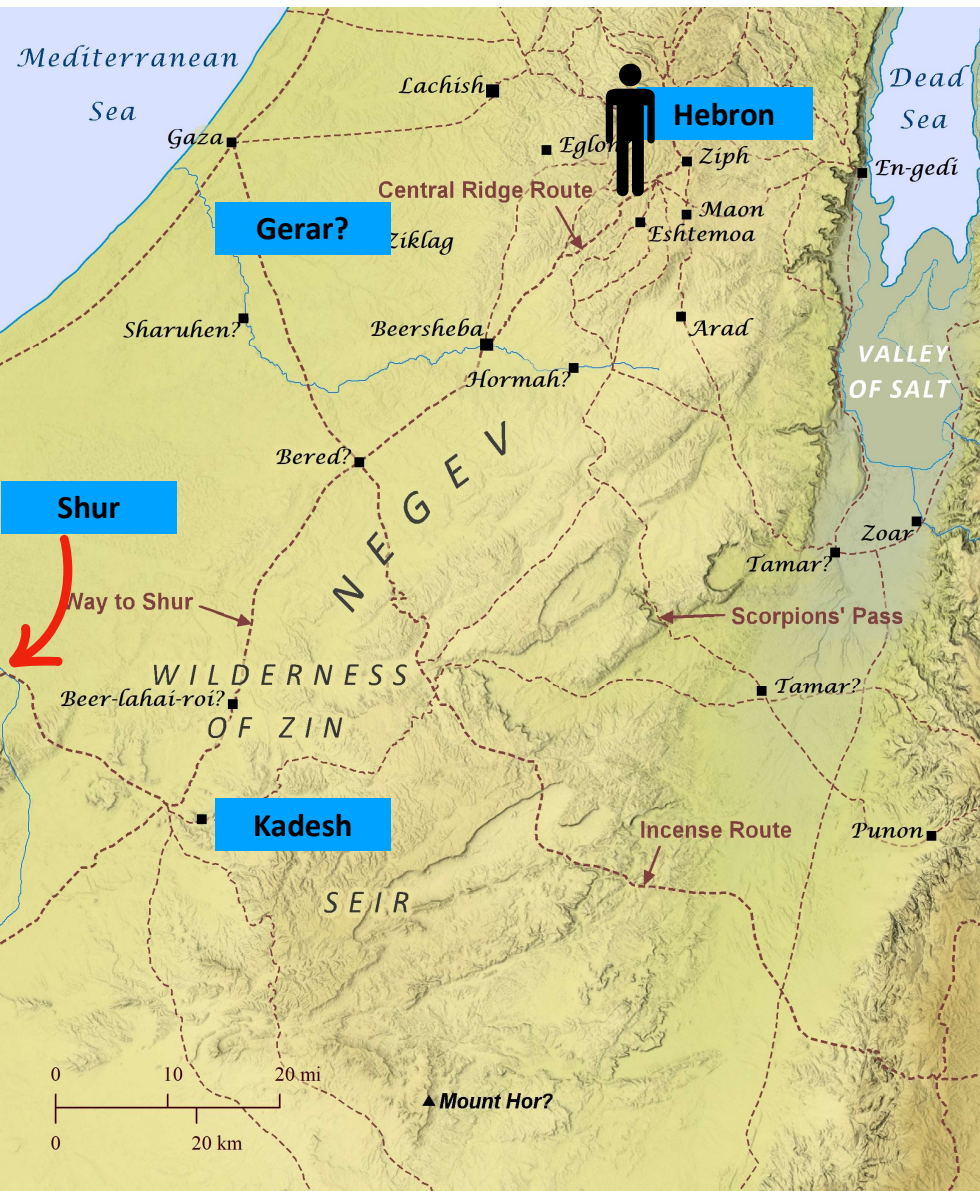 Mediterranean
Sea
Dead
Sea
Lachish
Hebron
Gaza
Eglon
Ziph
En-gedi
Central Ridge Route
Maon
Gerar?
Ziklag
Eshtemoa
Sharuhen?
Beersheba
Arad
VALLEY
OF SALT
Hormah?
NEGEV
Bered?
Shur
Zoar
Tamar?
Way to Shur
Scorpions' Pass
WILDERNESS
OF ZIN
Beer-lahai-roi?
Tamar?
Kadesh
Incense Route
Punon
SEIR
0 10 20 mi
0 20 km
Mount Hor?